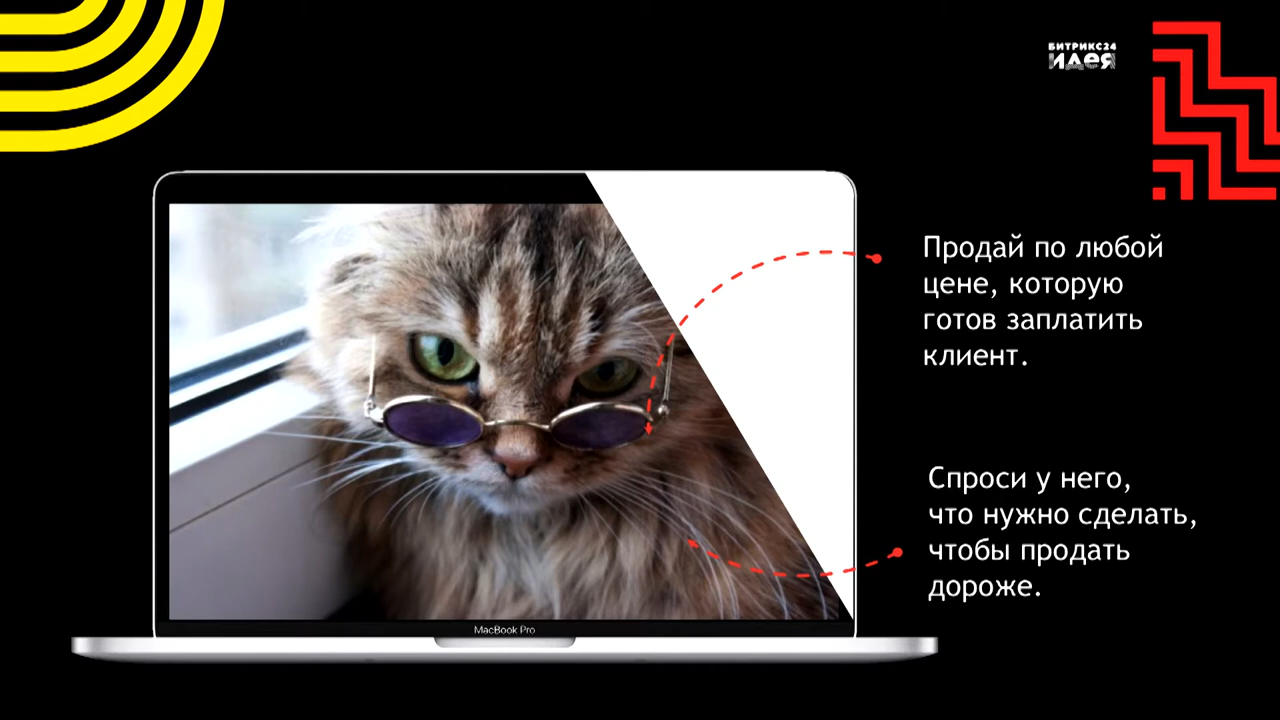 БИТРИКС24
идея
Продай по любой
цене, которую
готов заплатить
клиент.
Спроси у него,
что нужно сделать,
чтобы продать
дороже.
MacBook Pro